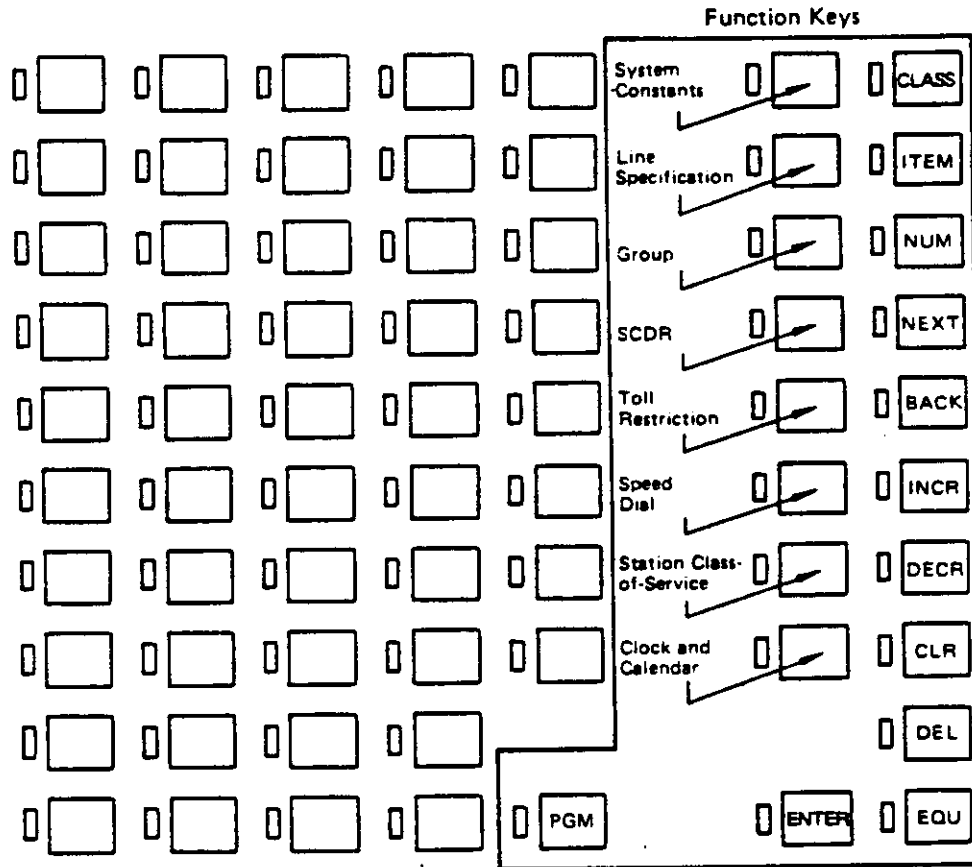 Function Keys
System
-Constants
CLASS
Line
Specification
ITEM
Group
NUM
SCDR
NEXT
Toll
Restriction
BACK
Speed
Dial
INCR
Station Class-
of-Service
DECR
Clock and
Calendar
CLR
DEL
PGM
ENTER
EQU